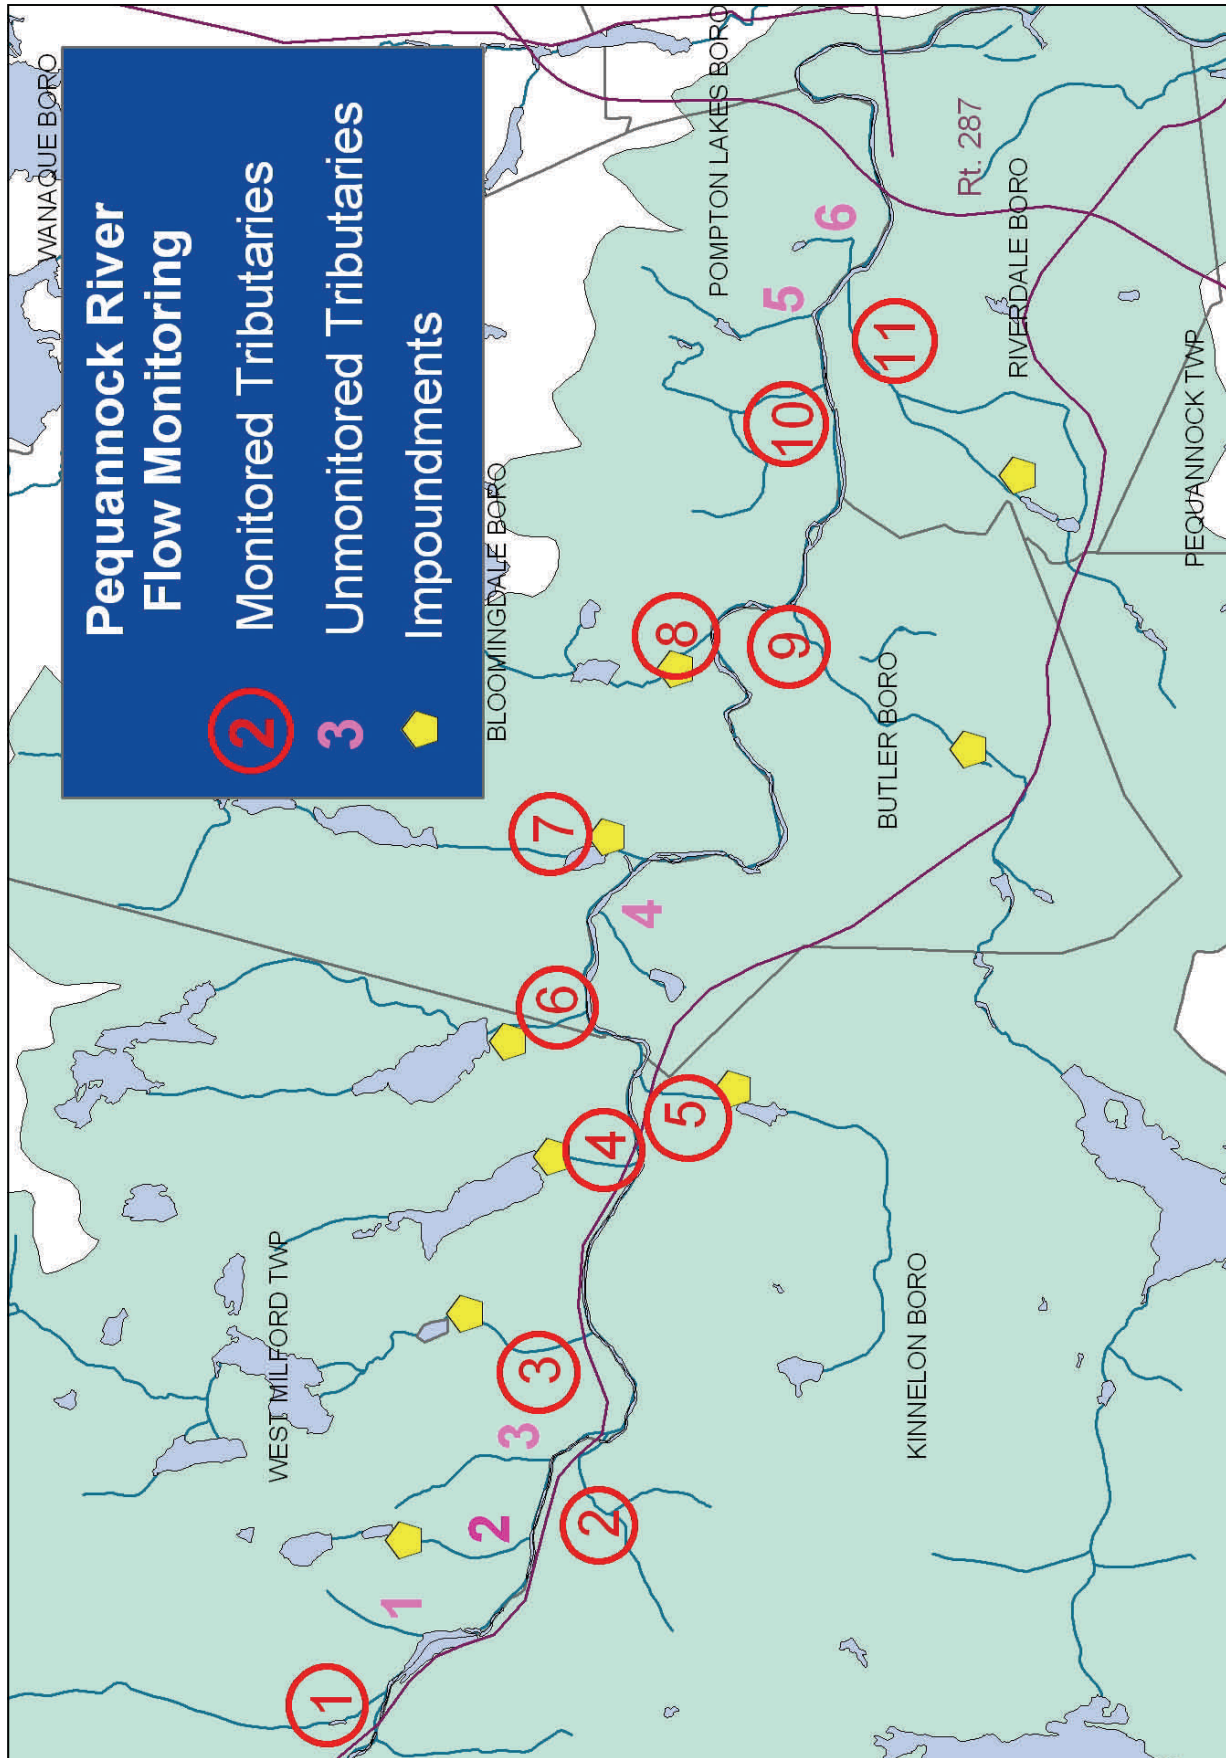 Pequannock River
Flow Monitoring
2 Monitored Tributaries
3 Unmonitored Tributaries
Impoundments
WANAQUE BORO
WEST MILFORD TWP
BLOOMINGDALE BORO
POMPTON LAKES BORO
KINNELON BORO
BUTLER BORO
RIVERDALE BORO
PEQUANNOCK TWP
Rt. 287
1
2
3
4
5
6
7
8
9
10
11
1
2
3
4
5
6